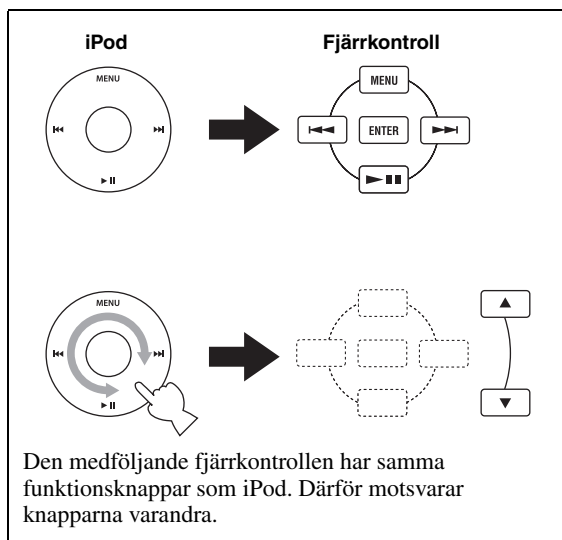 iPod
Fjärrkontroll
MENU
MENU
ENTER
MENU
Den medföljande fjärrkontrollen har samma
funktionsknappar som iPod. Därför motsvarar
knapparna varandra.